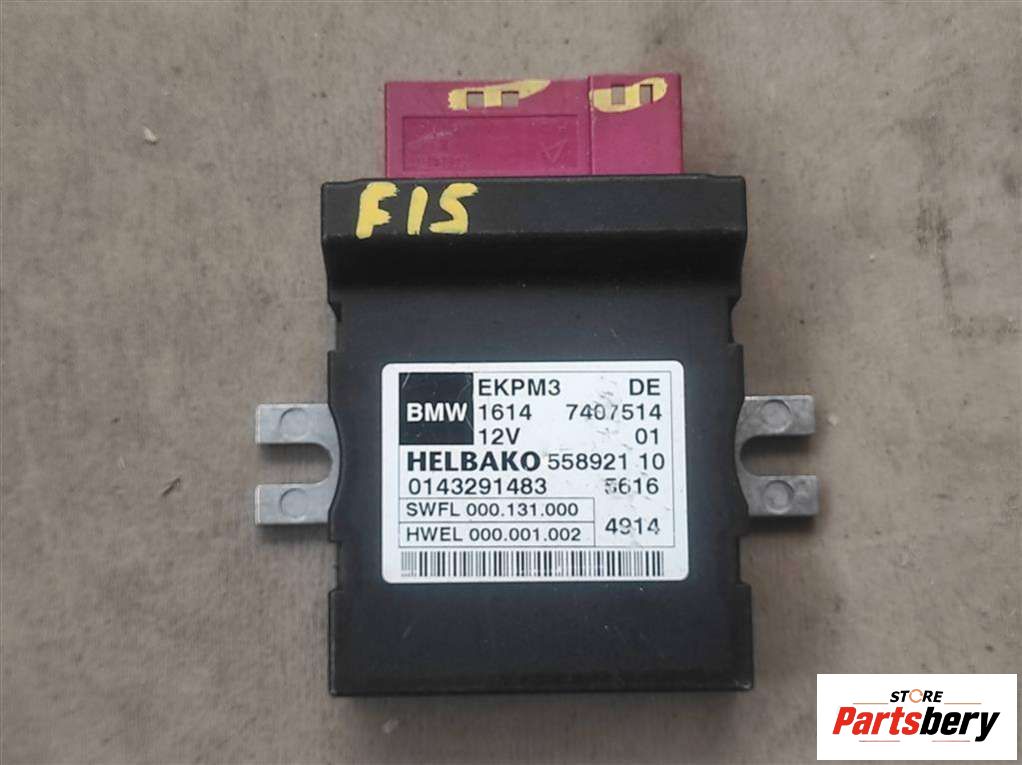 F15
BMW
EKPM3 DE
1614 7407514
12V 01
HELBAKO 558921 10
0143291483 5616
SWFL 000.131.000
HWEL 000.001.002 4914
STORE
Partsbery